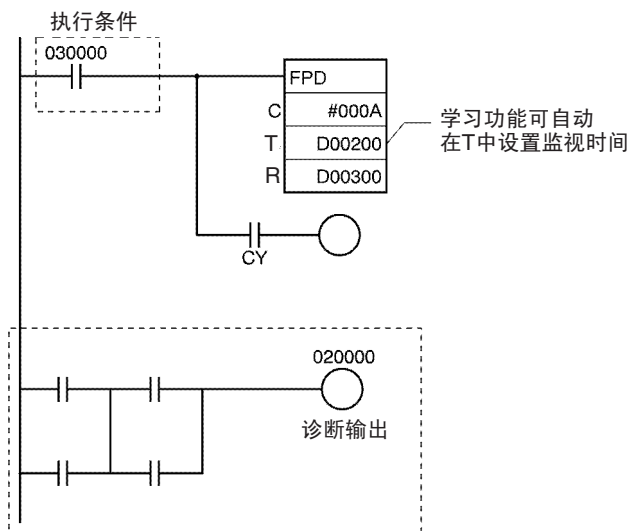 执行条件
030000
FPD
C #000A
T D00200
R D00300
学习功能可自动
在T中设置监视时间
CY
020000
诊断输出